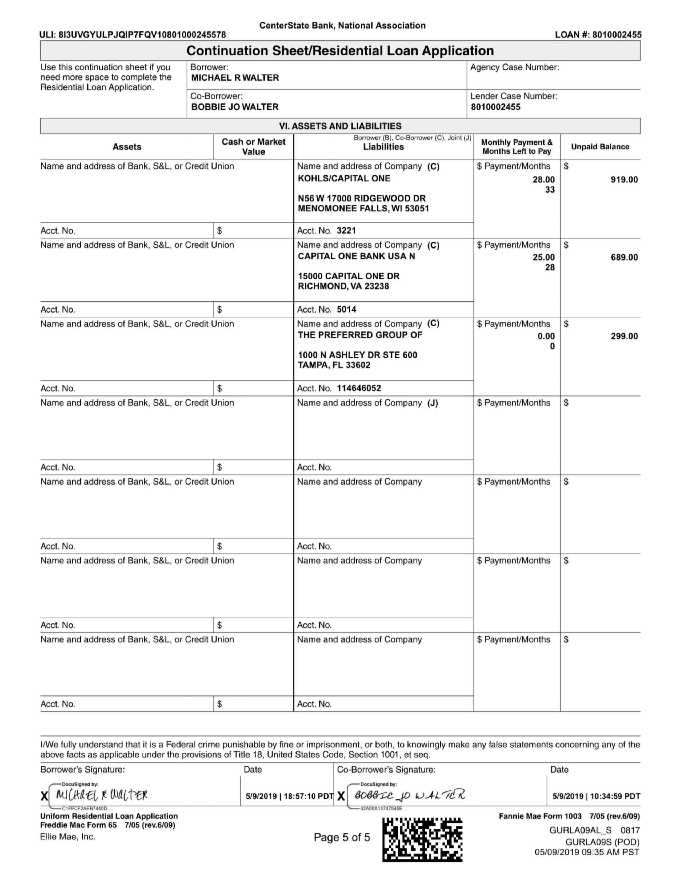 CenterState Bank, National Association
ULI: 8I3UVGYULPJQIP7FQV10801000245578 LOAN #: 8010002455
Continuation Sheet/Residential Loan Application
Use this continuation sheet if you need more space to complete the Residential Loan Application.
Borrower:
MICHAEL R WALTER
Agency Case Number:
Co-Borrower:
BOBBIE JO WALTER
Lender Case Number:
8010002455
VI. ASSETS AND LIABILITIES
Assets
Cash or Market Value
Borrower (B), Co-Borrower (C), Joint (J)
Liabilities
Monthly Payment & Months Left to Pay
Unpaid Balance
Name and address of Bank, S&L, or Credit Union
Name and address of Company (C)
$ Payment/Months
$
KOHLS/CAPITAL ONE
28.00
919.00
33
N56 W 17000 RIDGEWOOD DR
MENOMONEE FALLS, WI 53051
Acct. No.
$
Acct. No. 3221
Name and address of Bank, S&L, or Credit Union
Name and address of Company (C)
$ Payment/Months
$
CAPITAL ONE BANK USA N
25.00
689.00
28
15000 CAPITAL ONE DR
RICHMOND, VA 23238
Acct. No.
$
Acct. No. 5014
Name and address of Bank, S&L, or Credit Union
Name and address of Company (C)
$ Payment/Months
$
THE PREFERRED GROUP OF
0.00
299.00
0
1000 N ASHLEY DR STE 600
TAMPA, FL 33602
Acct. No.
$
Acct. No. 114646052
Name and address of Bank, S&L, or Credit Union
Name and address of Company (J)
$ Payment/Months
$
Acct. No.
$
Acct. No.
Name and address of Bank, S&L, or Credit Union
Name and address of Company
$ Payment/Months
$
Acct. No.
$
Acct. No.
Name and address of Bank, S&L, or Credit Union
Name and address of Company
$ Payment/Months
$
Acct. No.
$
Acct. No.
Name and address of Bank, S&L, or Credit Union
Name and address of Company
$ Payment/Months
$
Acct. No.
$
Acct. No.
I/We fully understand that it is a Federal crime punishable by fine or imprisonment, or both, to knowingly make any false statements concerning any of the
above facts as applicable under the provisions of Title 18, United States Code, Section 1001, et seq.
Borrower's Signature:
Date
Co-Borrower's Signature:
Date
DocuSigned by:
X MICHAEL R WALTER
5/9/2019 | 18:57:10 PDT
DocuSigned by:
X BOBBIE JO WALTER
5/9/2019 | 10:34:59 PDT
Uniform Residential Loan Application
Freddie Mac Form 65 7/05 (rev.6/09)
Ellie Mae, Inc.
Page 5 of 5
Fannie Mae Form 1003 7/05 (rev.6/09)
GURLA09AL_S 0817
GURLA09S (POD)
05/09/2019 09:35 AM PST